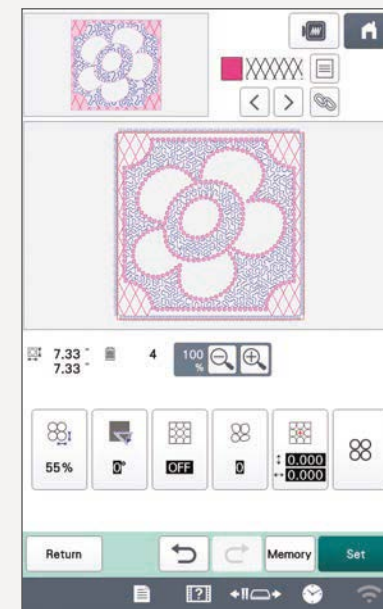 7.33 "
7.33 "
4
100 %
55%
0°
OFF
0
0.000
0.000
Return
Memory
Set